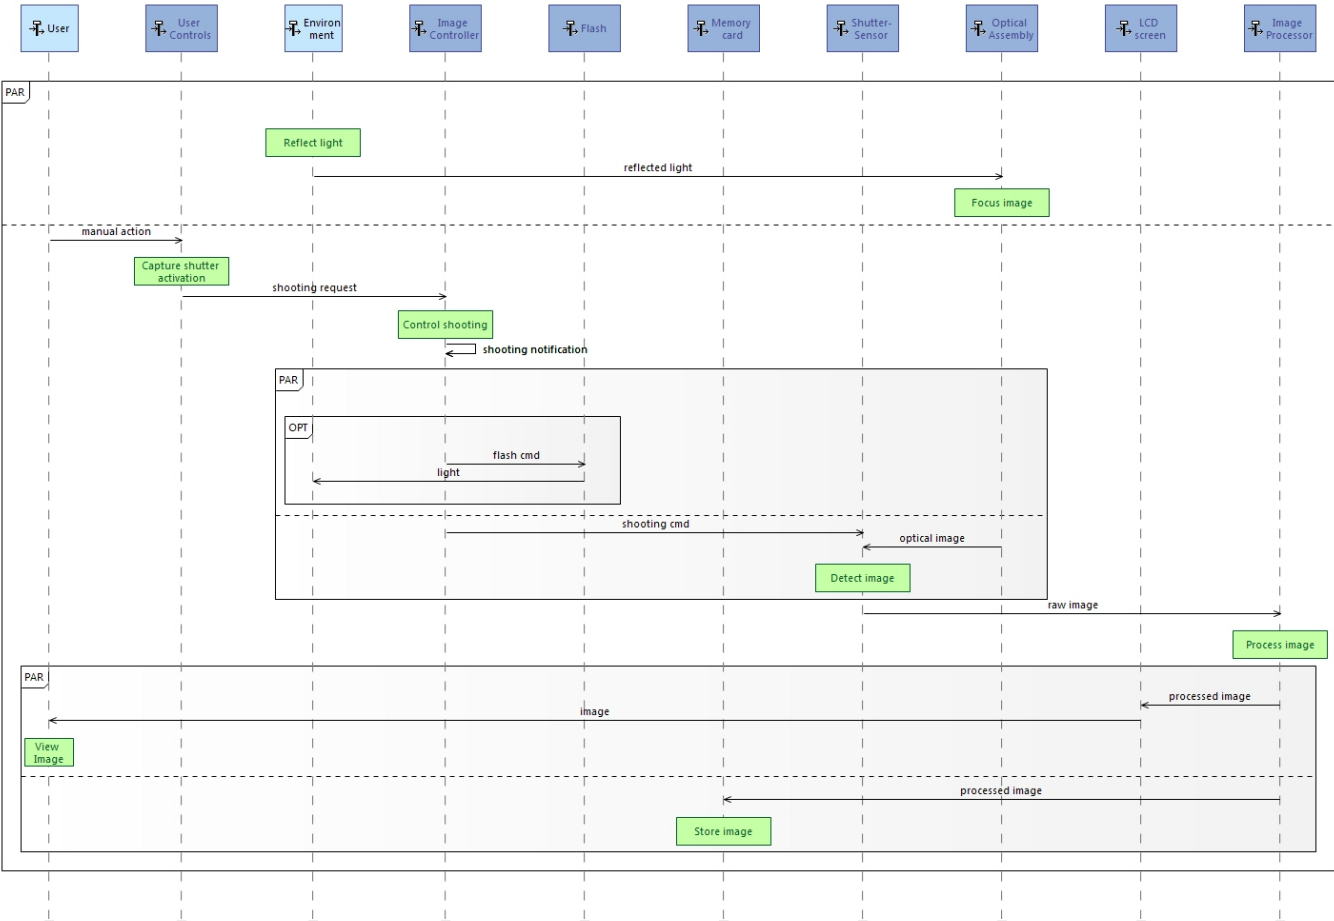 User
User
Controls
Environ
ment
Image
Controller
Flash
Memory
card
Shutter-
Sensor
Optical
Assembly
LCD
screen
Image
Processor
PAR
Reflect light
reflected light
Focus image
manual action
Capture shutter
activation
shooting request
Control shooting
shooting notification
PAR
OPT
flash cmd
light
shooting cmd
optical image
Detect image
raw image
Process image
PAR
processed image
image
View
Image
processed image
Store image